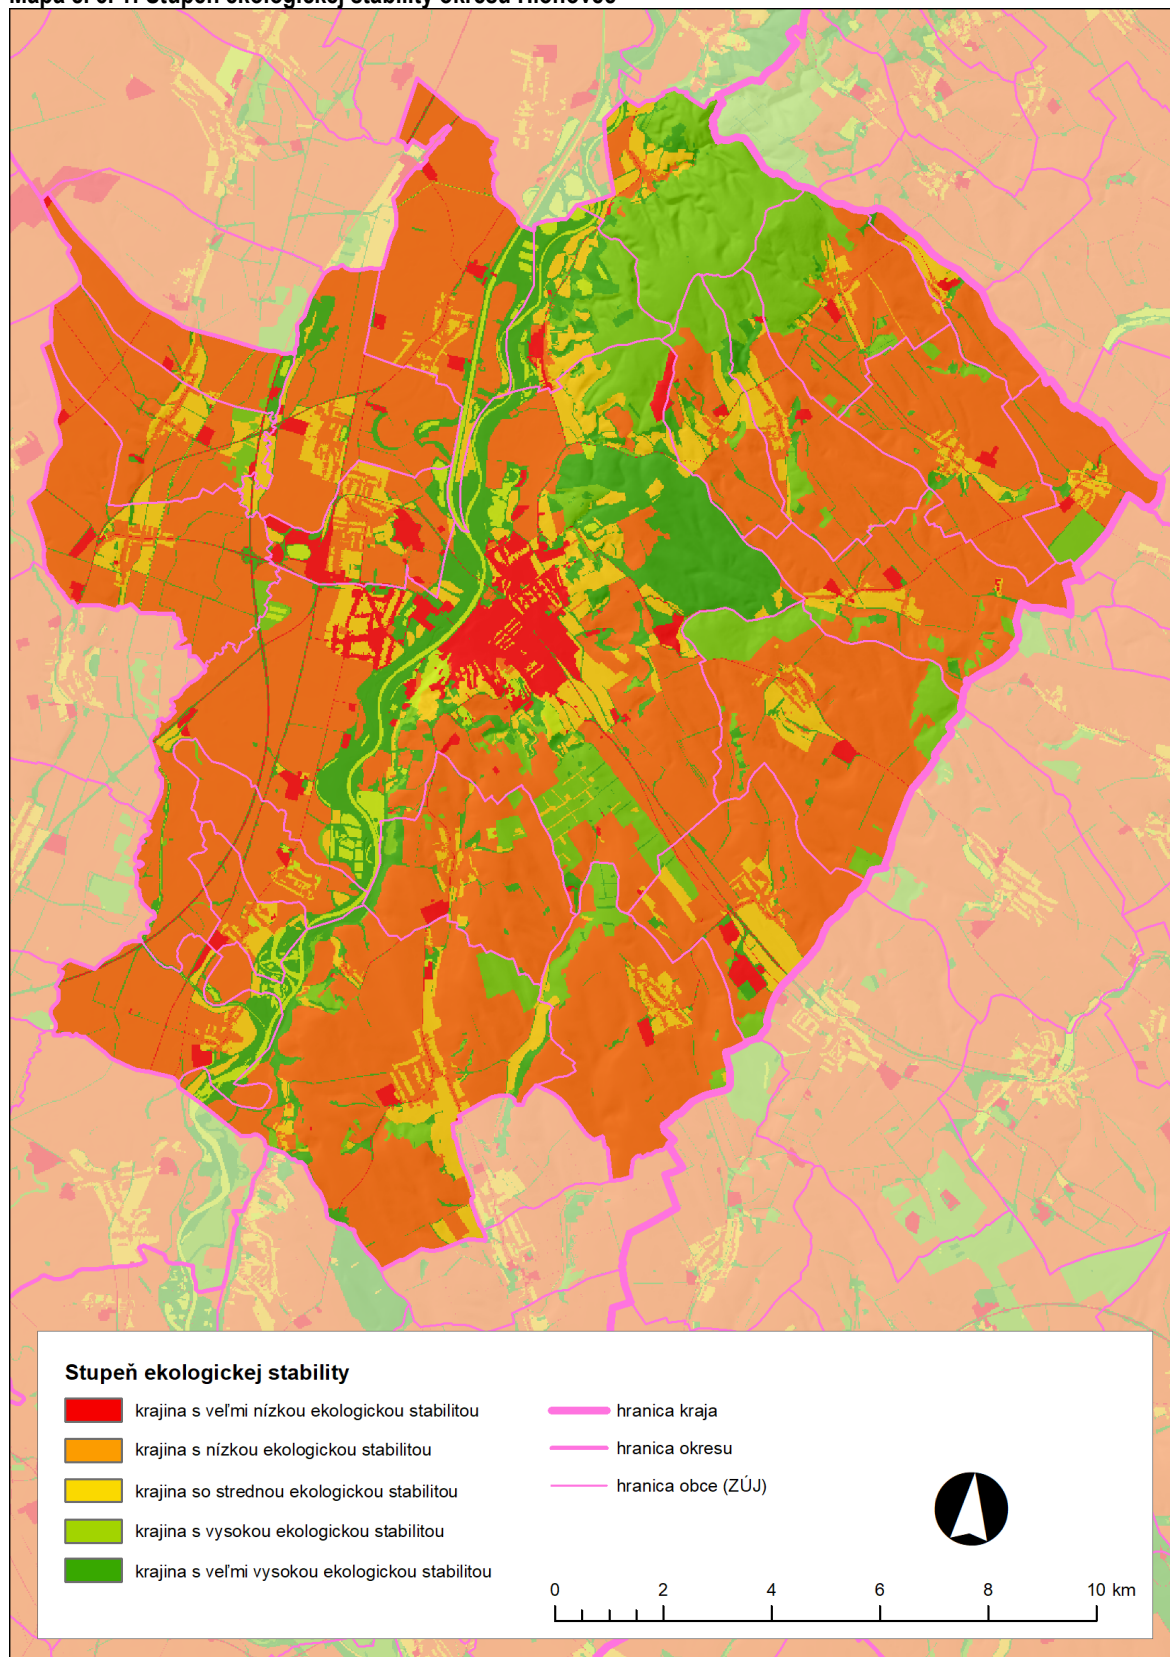 Stupeň ekologickej stability
krajina s veľmi nízkou ekologickou stabilitou
krajina s nízkou ekologickou stabilitou
krajina so strednou ekologickou stabilitou
krajina s vysokou ekologickou stabilitou
krajina s veľmi vysokou ekologickou stabilitou
hranica kraja
hranica okresu
hranica obce (ZÚJ)
0 2 4 6 8 10 km